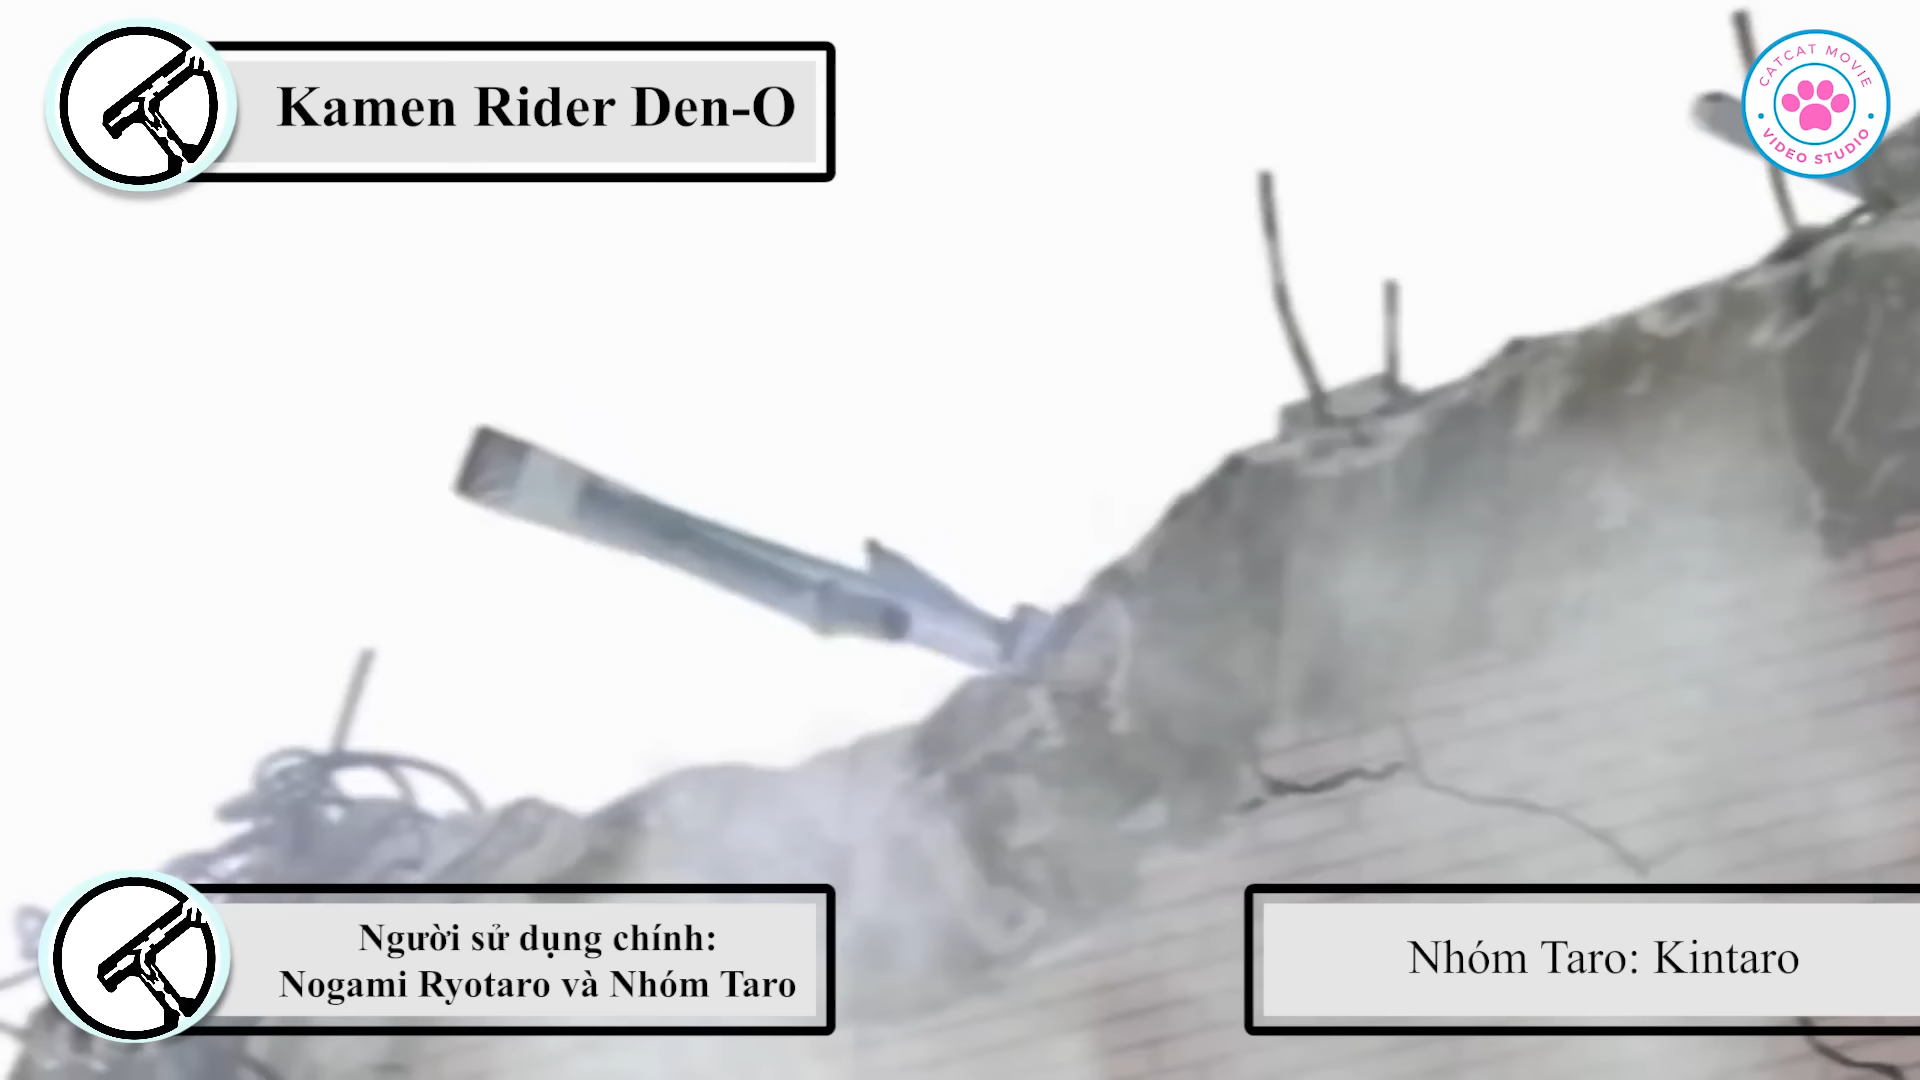 Kamen Rider Den-O
CATCAT MOVIE
VIDEO STUDIO
Người sử dụng chính:
Nogami Ryotaro và Nhóm Taro
Nhóm Taro: Kintaro